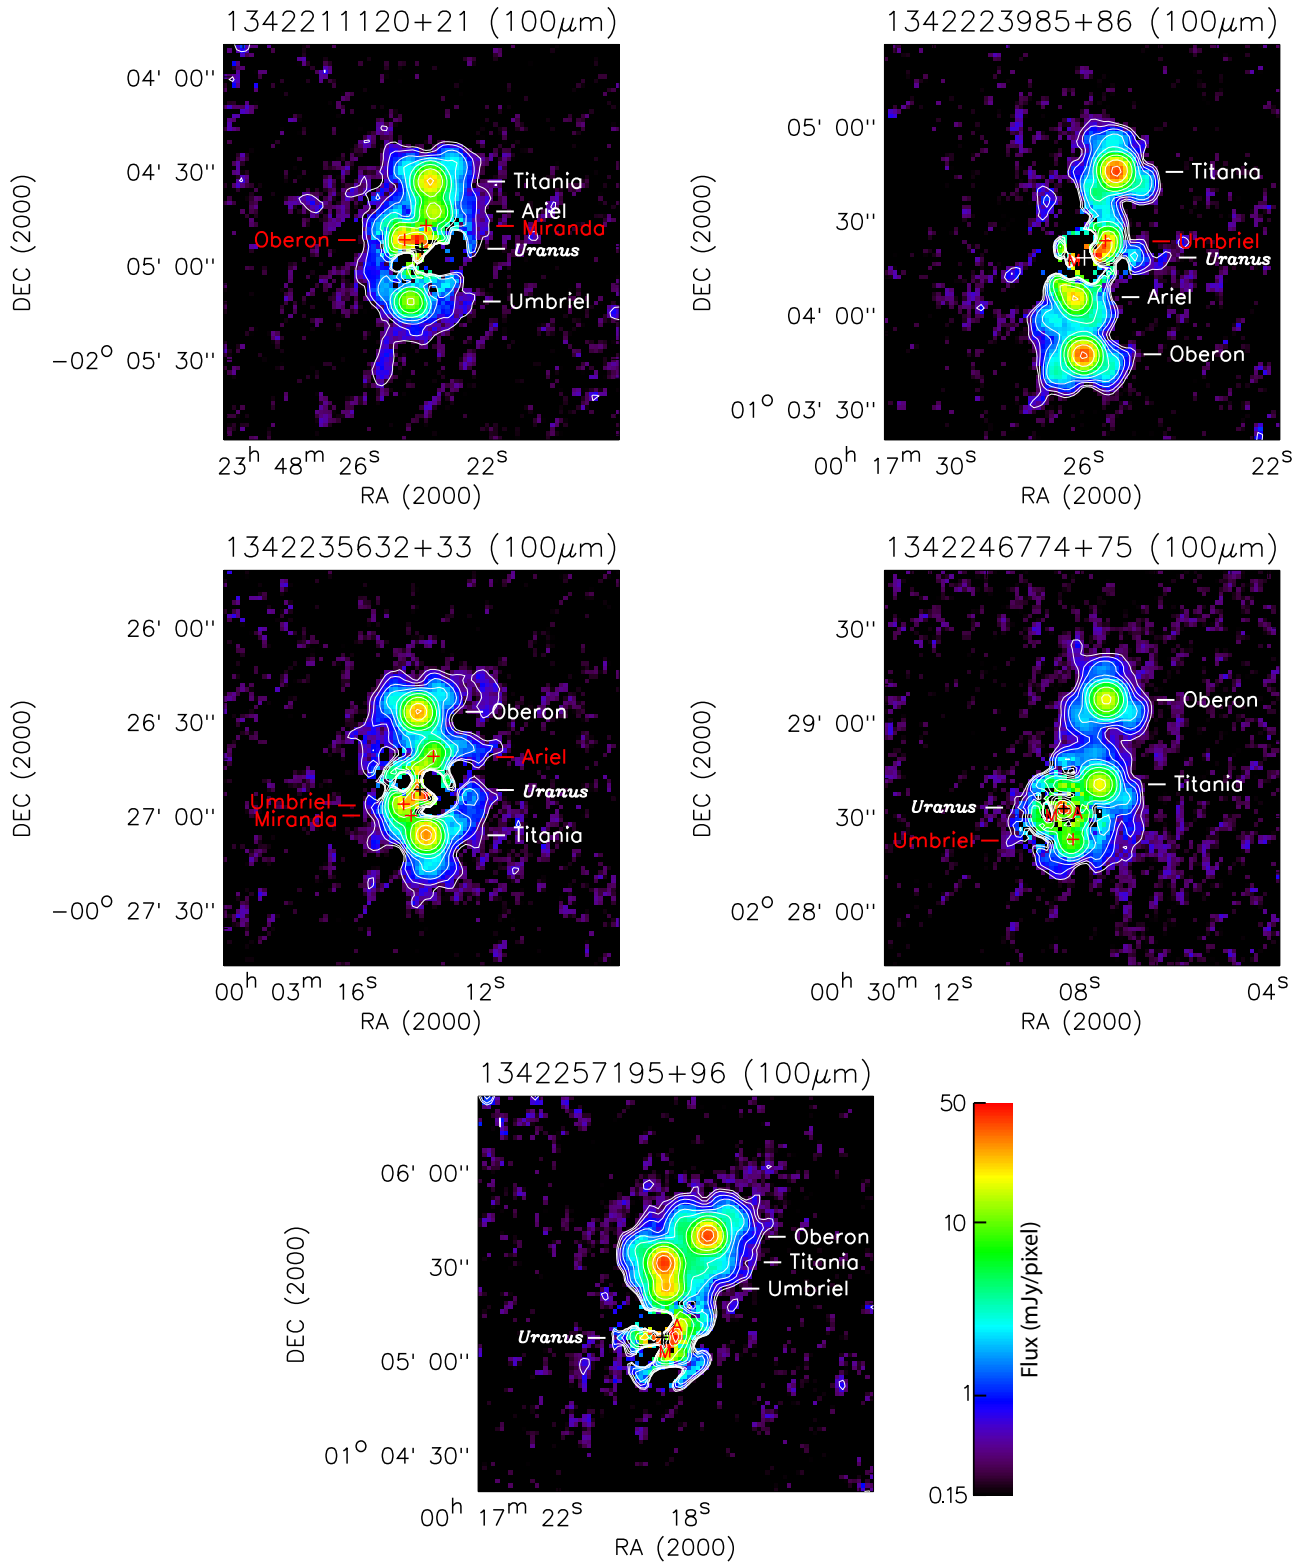 1342211120+21 (100μm)
04' 00"
04' 30"
05' 00"
−02° 05' 30"
DEC (2000)
Titania
Ariel
Miranda
Oberon
Uranus
Umbriel
23h 48m 26s 22s
RA (2000)
1342223985+86 (100μm)
05' 00"
30"
04' 00"
01° 03' 30"
DEC (2000)
Titania
Umbriel
M
Uranus
Ariel
Oberon
00h 17m 30s 26s 22s
RA (2000)
1342235632+33 (100μm)
26' 00"
26' 30"
27' 00"
−00° 27' 30"
DEC (2000)
Oberon
Ariel
Uranus
Umbriel
Miranda
Titania
00h 03m 16s 12s
RA (2000)
1342246774+75 (100μm)
30"
29' 00"
30"
02° 28' 00"
DEC (2000)
Oberon
Titania
Uranus
M A
Umbriel
00h 30m 12s 08s 04s
RA (2000)
1342257195+96 (100μm)
06' 00"
30"
05' 00"
01° 04' 30"
DEC (2000)
Oberon
Titania
Umbriel
A
Uranus
M
00h 17m 22s 18s
RA (2000)
50
10
1
0.15
Flux (mJy/pixel)